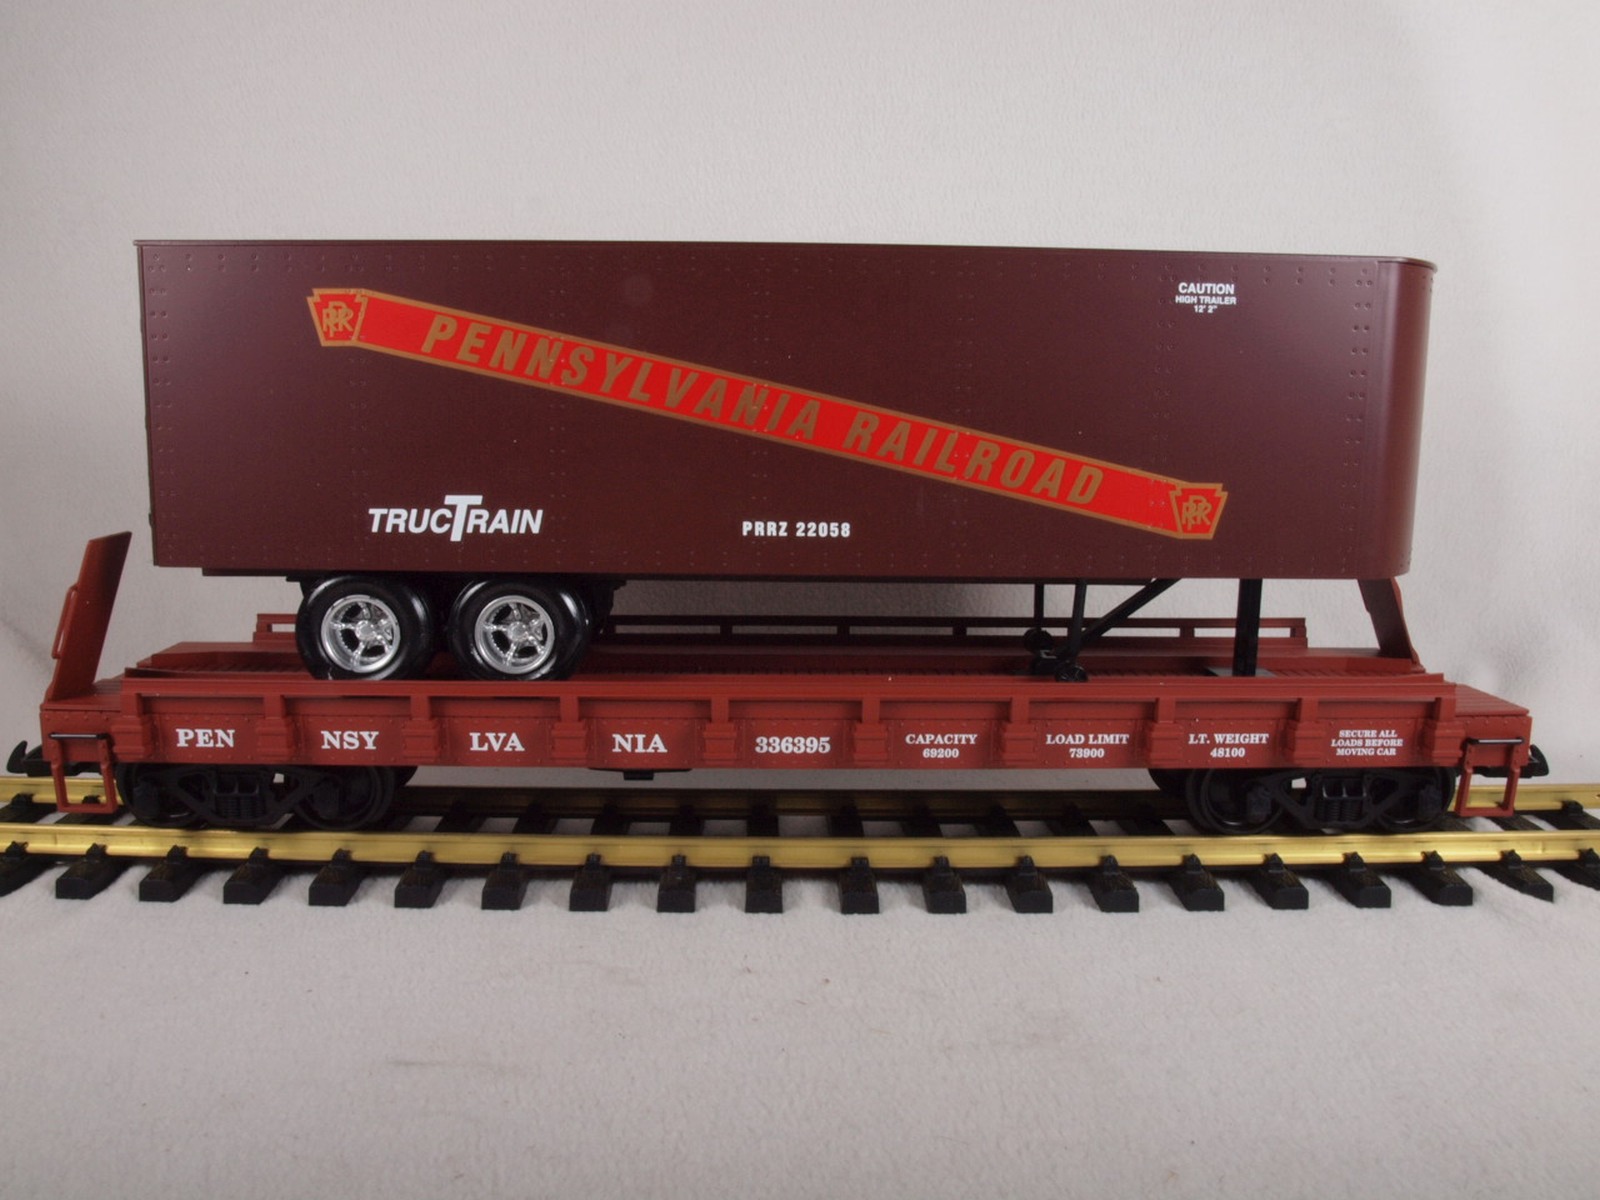 CAUTION
HIGH TRAILER
12' 2"
PRR
PENNSYLVANIA RAILROAD
PRR
TRUCTRAIN
PRRZ 22058
PEN NSY LVA NIA 336395
CAPACITY
69200
LOAD LIMIT
73900
LT. WEIGHT
48100
SECURE ALL
LOADS BEFORE
MOVING CAR